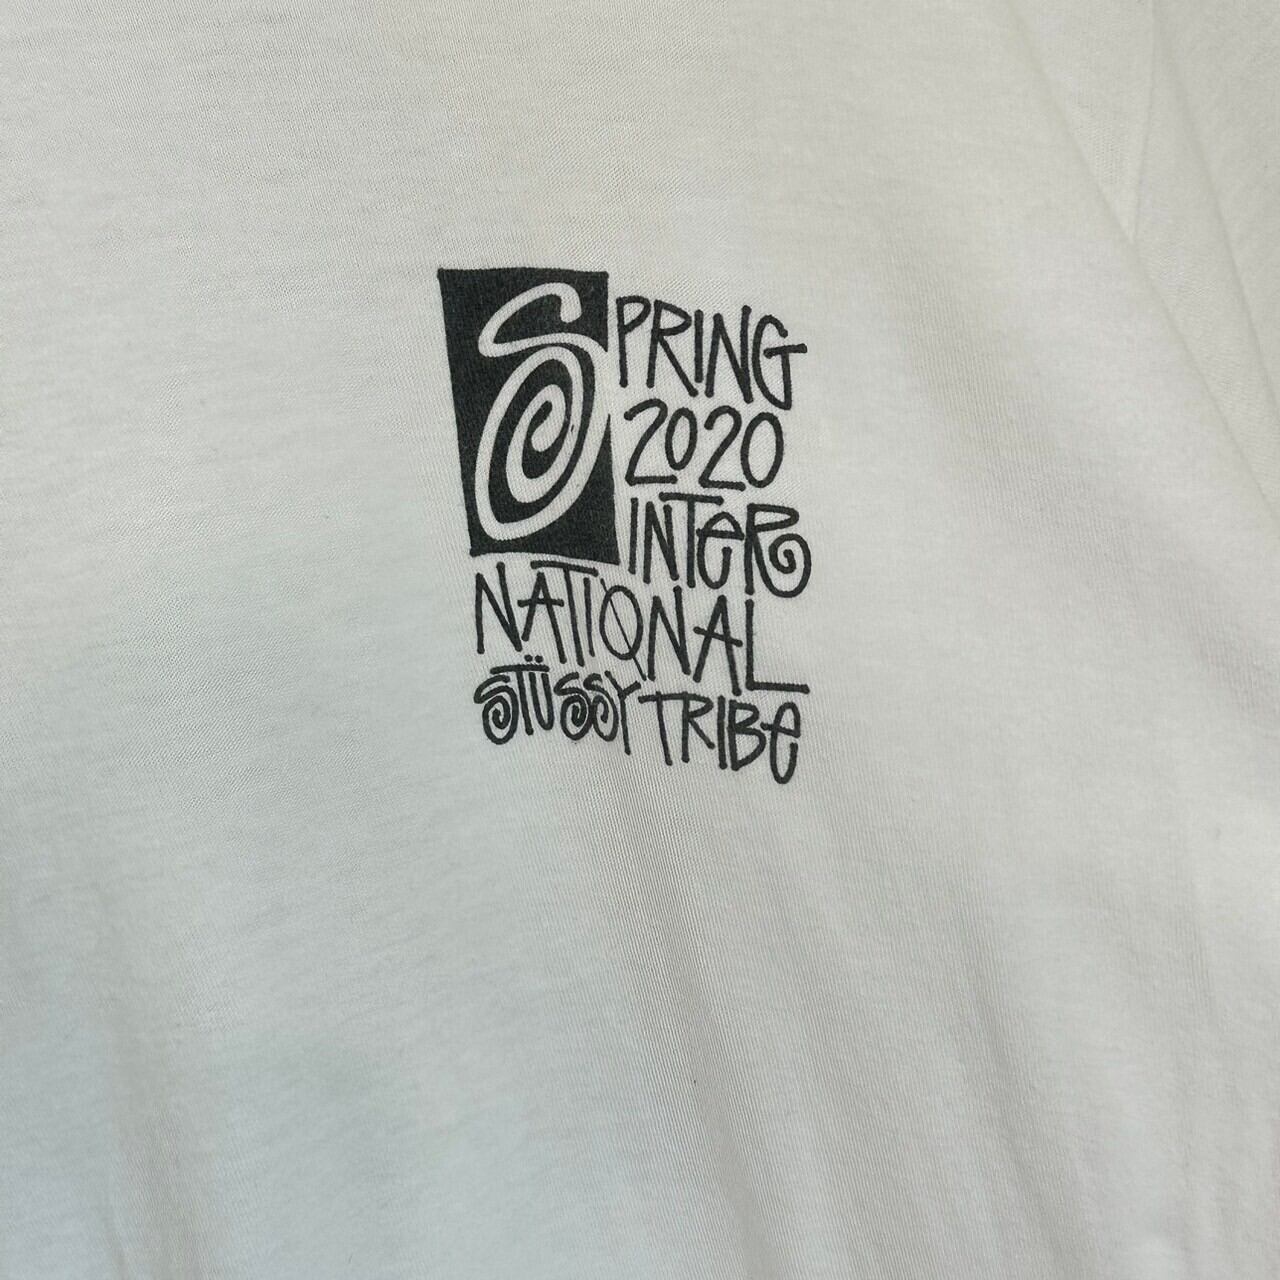 SPRING
2020
INTER
NATIONAL
STÜSSY TRIBE